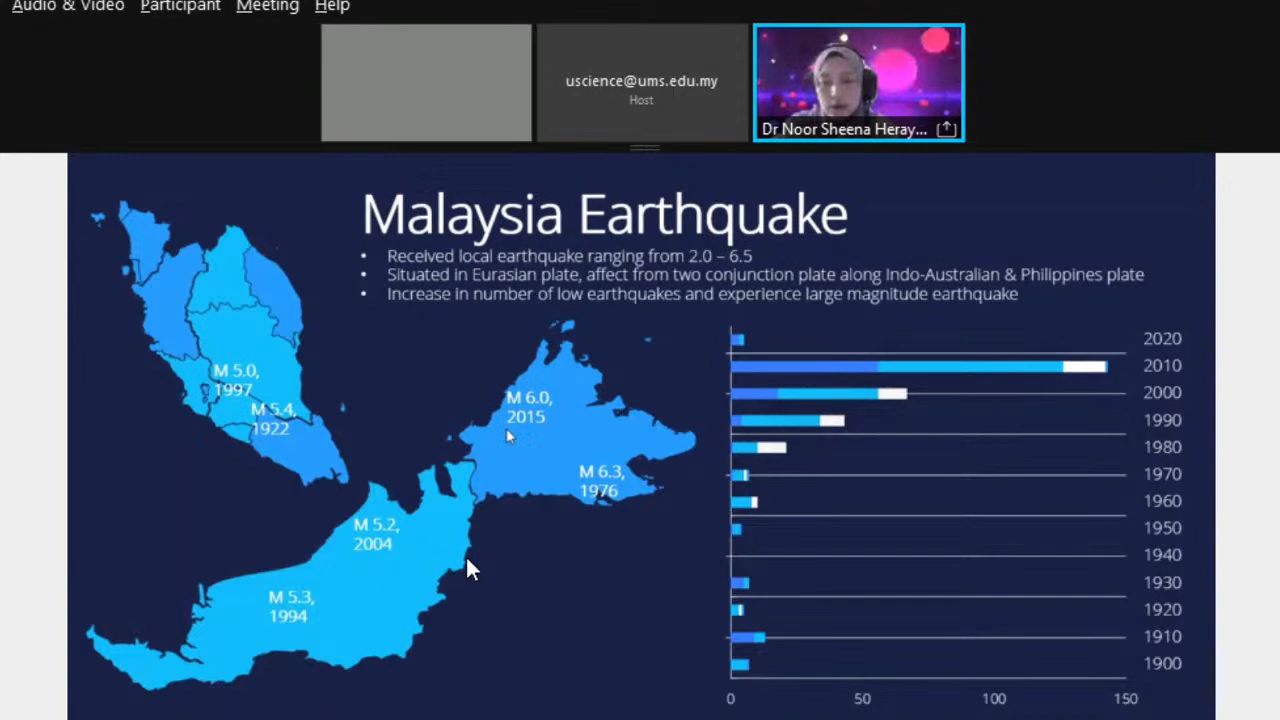 Audio & Video Participant Meeting Help
uscience@ums.edu.my
Host
Dr Noor Sheena Heray...
Malaysia Earthquake
• Received local earthquake ranging from 2.0 – 6.5
• Situated in Eurasian plate, affect from two conjunction plate along Indo-Australian & Philippines plate
• Increase in number of low earthquakes and experience large magnitude earthquake
M 5.0,
1997
M 5.4,
1922
M 6.0,
2015
M 6.3,
1976
M 5.2,
2004
M 5.3,
1994
2020
2010
2000
1990
1980
1970
1960
1950
1940
1930
1920
1910
1900
0 50 100 150